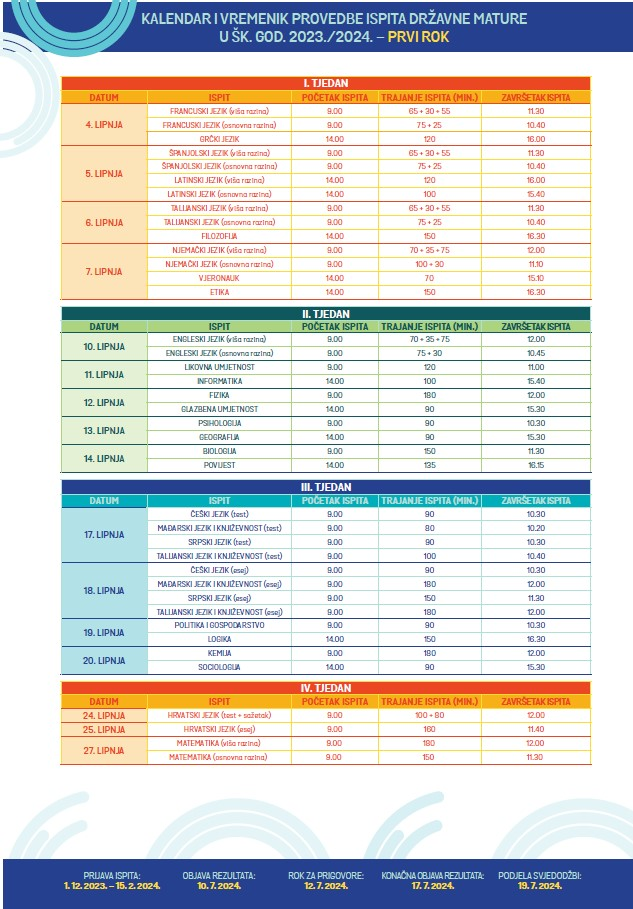 KALENDAR I VREMENIK PROVEDBE ISPITA DRŽAVNE MATURE
U ŠK. GOD. 2023./2024. – PRVI ROK
I. TJEDAN
DATUM ISPIT POČETAK ISPITA TRAJANJE ISPITA (MIN.) ZAVRŠETAK ISPITA
4. LIPNJA
FRANCUSKI JEZIK (viša razina) 9.00 65 + 30 + 55 11.30
FRANCUSKI JEZIK (osnovna razina) 9.00 75 + 25 10.40
GRČKI JEZIK 14.00 120 16.00
5. LIPNJA
ŠPANJOLSKI JEZIK (viša razina) 9.00 65 + 30 + 55 11.30
ŠPANJOLSKI JEZIK (osnovna razina) 9.00 75 + 25 10.40
LATINSKI JEZIK (viša razina) 14.00 120 16.00
LATINSKI JEZIK (osnovna razina) 14.00 100 15.40
6. LIPNJA
TALIJANSKI JEZIK (viša razina) 9.00 65 + 30 + 55 11.30
TALIJANSKI JEZIK (osnovna razina) 9.00 75 + 25 10.40
FILOZOFIJA 14.00 150 16.30
7. LIPNJA
NJEMAČKI JEZIK (viša razina) 9.00 70 + 35 + 75 12.00
NJEMAČKI JEZIK (osnovna razina) 9.00 100 + 30 11.10
VJERONAUK 14.00 70 15.10
ETIKA 14.00 150 16.30
II. TJEDAN
DATUM ISPIT POČETAK ISPITA TRAJANJE ISPITA (MIN.) ZAVRŠETAK ISPITA
10. LIPNJA
ENGLESKI JEZIK (viša razina) 9.00 70 + 35 + 75 12.00
ENGLESKI JEZIK (osnovna razina) 9.00 75 + 30 10.45
11. LIPNJA
LIKOVNA UMJETNOST 9.00 120 11.00
INFORMATIKA 14.00 100 15.40
12. LIPNJA
FIZIKA 9.00 180 12.00
GLAZBENA UMJETNOST 14.00 90 15.30
13. LIPNJA
PSIHOLOGIJA 9.00 90 10.30
GEOGRAFIJA 14.00 90 15.30
14. LIPNJA
BIOLOGIJA 9.00 150 11.30
POVIJEST 14.00 135 16.15
III. TJEDAN
DATUM ISPIT POČETAK ISPITA TRAJANJE ISPITA (MIN.) ZAVRŠETAK ISPITA
17. LIPNJA
ČEŠKI JEZIK (test) 9.00 90 10.30
MAĐARSKI JEZIK I KNJIŽEVNOST (test) 9.00 80 10.20
SRPSKI JEZIK (test) 9.00 90 10.30
TALIJANSKI JEZIK I KNJIŽEVNOST (test) 9.00 100 10.40
18. LIPNJA
ČEŠKI JEZIK (esej) 9.00 90 10.30
MAĐARSKI JEZIK I KNJIŽEVNOST (esej) 9.00 180 12.00
SRPSKI JEZIK (esej) 9.00 150 11.30
TALIJANSKI JEZIK I KNJIŽEVNOST (esej) 9.00 180 12.00
19. LIPNJA
POLITIKA I GOSPODARSTVO 9.00 90 10.30
LOGIKA 14.00 150 16.30
20. LIPNJA
KEMIJA 9.00 180 12.00
SOCIOLOGIJA 14.00 90 15.30
IV. TJEDAN
DATUM ISPIT POČETAK ISPITA TRAJANJE ISPITA (MIN.) ZAVRŠETAK ISPITA
24. LIPNJA HRVATSKI JEZIK (test + sažetak) 9.00 100 + 80 12.00
25. LIPNJA HRVATSKI JEZIK (esej) 9.00 160 11.40
27. LIPNJA
MATEMATIKA (viša razina) 9.00 180 12.00
MATEMATIKA (osnovna razina) 9.00 150 11.30
PRIJAVA ISPITA: OBJAVA REZULTATA: ROK ZA PRIGOVORE: KONAČNA OBJAVA REZULTATA: PODJELA SVJEDODŽBI:
1. 12. 2023. – 15. 2. 2024. 10. 7. 2024. 12. 7. 2024. 17. 7. 2024. 19. 7. 2024.